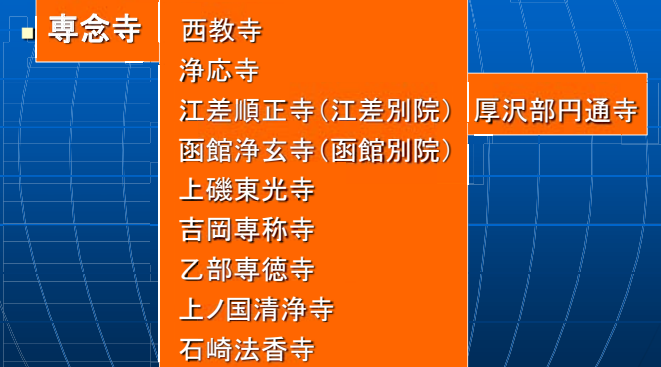 専念寺
西教寺
浄応寺
江差順正寺（江差別院）
厚沢部円通寺
函館浄玄寺（函館別院）
上磯東光寺
吉岡専称寺
乙部専徳寺
上ノ国清浄寺
石崎法香寺